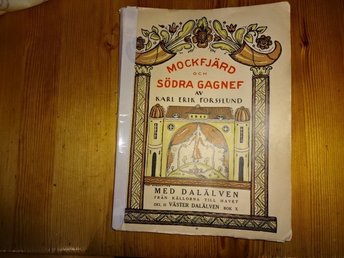 MOCKFJÄRD
OCH
SÖDRA GAGNEF
AV
KARL ERIK FORSSLUND
MED DALÄLVEN
FRÅN KÄLLORNA TILL HAVET
DEL II VÄSTER DALÄLVEN BOK X